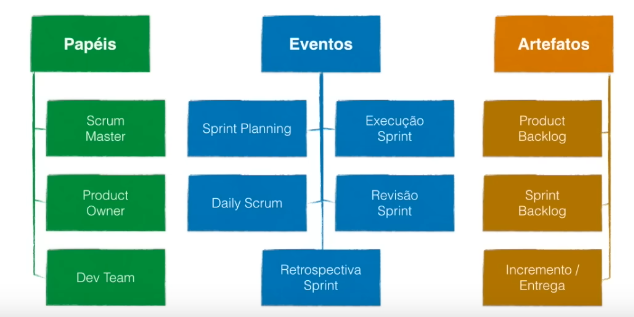 Papéis
Eventos
Artefatos
Scrum
Master
Sprint Planning
Execução
Sprint
Product
Backlog
Product
Owner
Daily Scrum
Revisão
Sprint
Sprint
Backlog
Dev Team
Retrospectiva
Sprint
Incremento /
Entrega